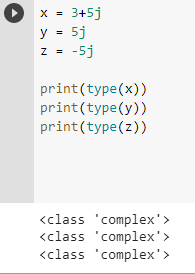 x = 3+5j
y = 5j
z = -5j
print(type(x))
print(type(y))
print(type(z))
<class 'complex'>
<class 'complex'>
<class 'complex'>